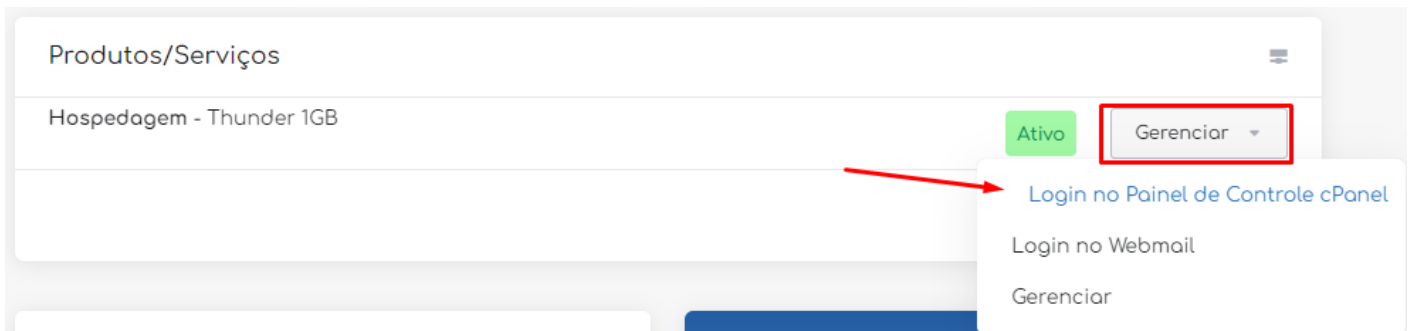 Produtos/Serviços
Hospedagem - Thunder 1GB
Ativo
Gerenciar
Login no Painel de Controle cPanel
Login no Webmail
Gerenciar